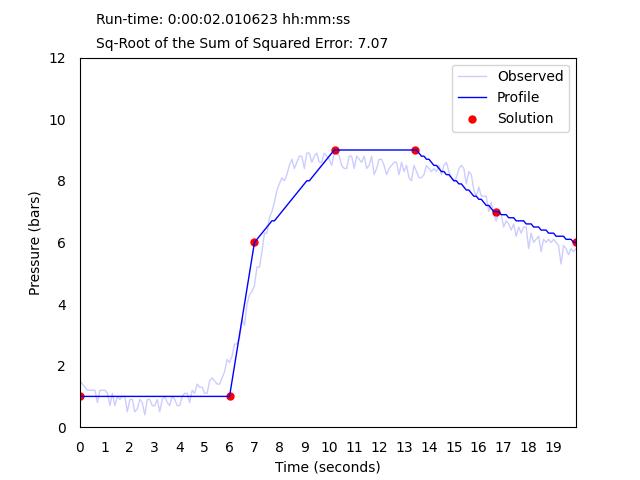 Run-time: 0:00:02.010623 hh:mm:ss
Sq-Root of the Sum of Squared Error: 7.07
Observed
Profile
Solution
Pressure (bars)
12
10
8
6
4
2
0
0 1 2 3 4 5 6 7 8 9 10 11 12 13 14 15 16 17 18 19
Time (seconds)